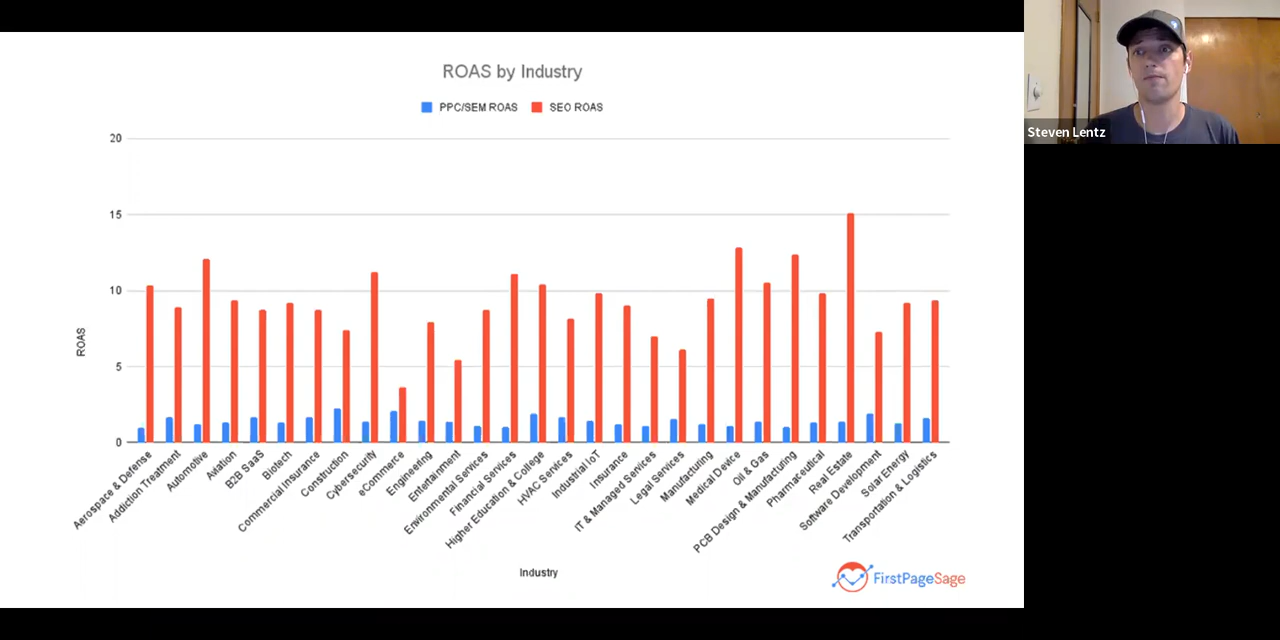 ROAS by Industry
PPC/SEM ROAS
SEO ROAS
20
15
10
5
0
ROAS
Aerospace & Defense
Addiction Treatment
Automotive
Aviation
B2B SaaS
Biotech
Commercial Insurance
Construction
Cybersecurity
eCommerce
Engineering
Entertainment
Environmental Services
Financial Services
Higher Education & College
HVAC Services
Industrial IoT
Insurance
IT & Managed Services
Legal Services
Manufacturing
Medical Device
Oil & Gas
PCB Design & Manufacturing
Pharmaceutical
Real Estate
Software Development
Solar Energy
Transportation & Logistics
Industry
FirstPageSage
Steven Lentz